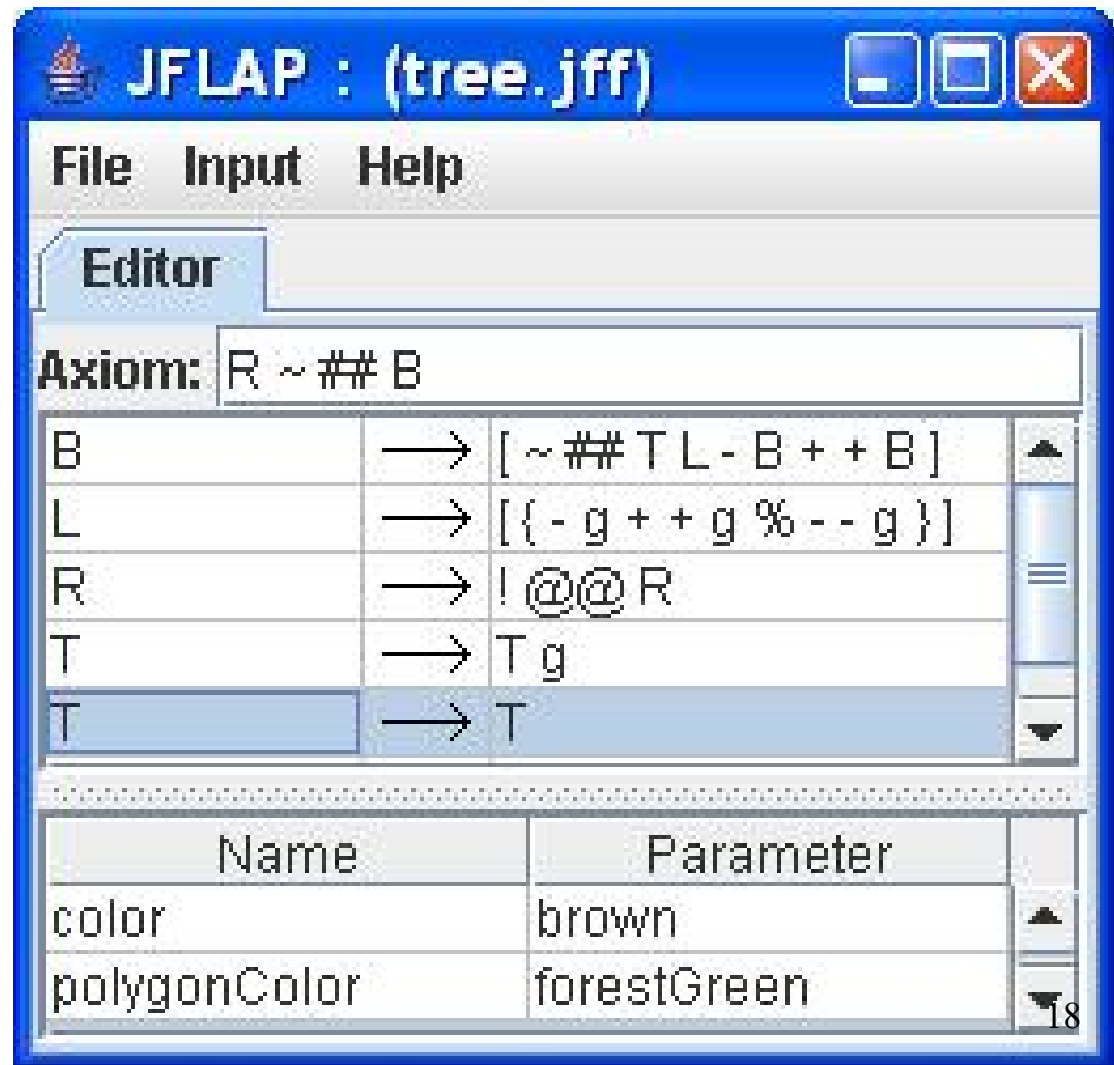 JFLAP : (tree.jff)
File Input Help
Editor
Axiom: R ~ ## B
B → [ ~ ## T L - B + + B ]
L → [ { - g + + g % - - g } ]
R → ! @@ R
T → T g
T → T
Name Parameter
color brown
polygonColor forestGreen
18